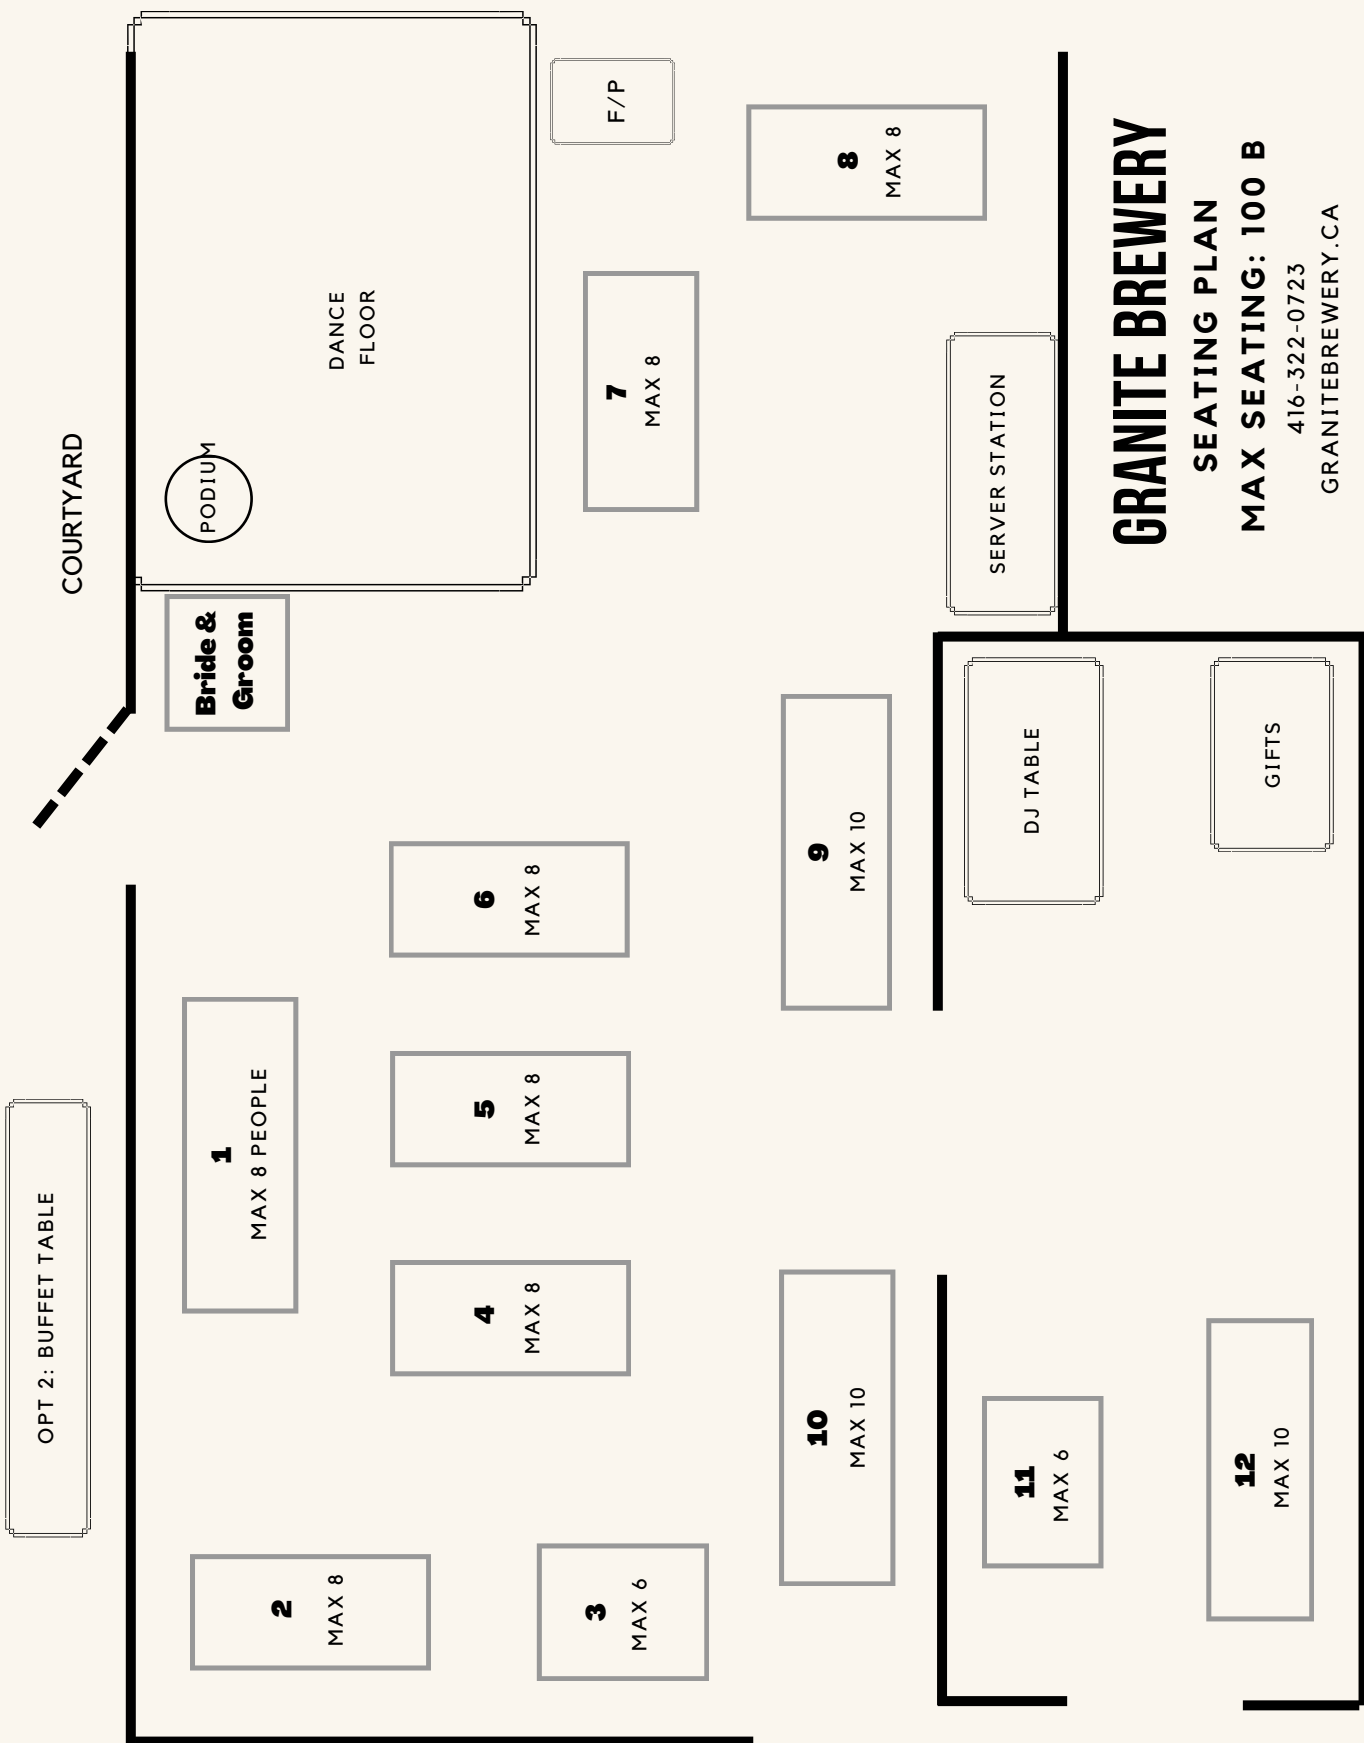 GRANITE BREWERY
SEATING PLAN
MAX SEATING: 100 B
416-322-0723
GRANITEBREWERY.CA
COURTYARD
OPT 2: BUFFET TABLE
PODIUM
DANCE
FLOOR
F/P
Bride &
Groom
1
MAX 8 PEOPLE
2
MAX 8
3
MAX 6
4
MAX 8
5
MAX 8
6
MAX 8
7
MAX 8
8
MAX 8
9
MAX 10
10
MAX 10
11
MAX 6
12
MAX 10
SERVER STATION
DJ TABLE
GIFTS